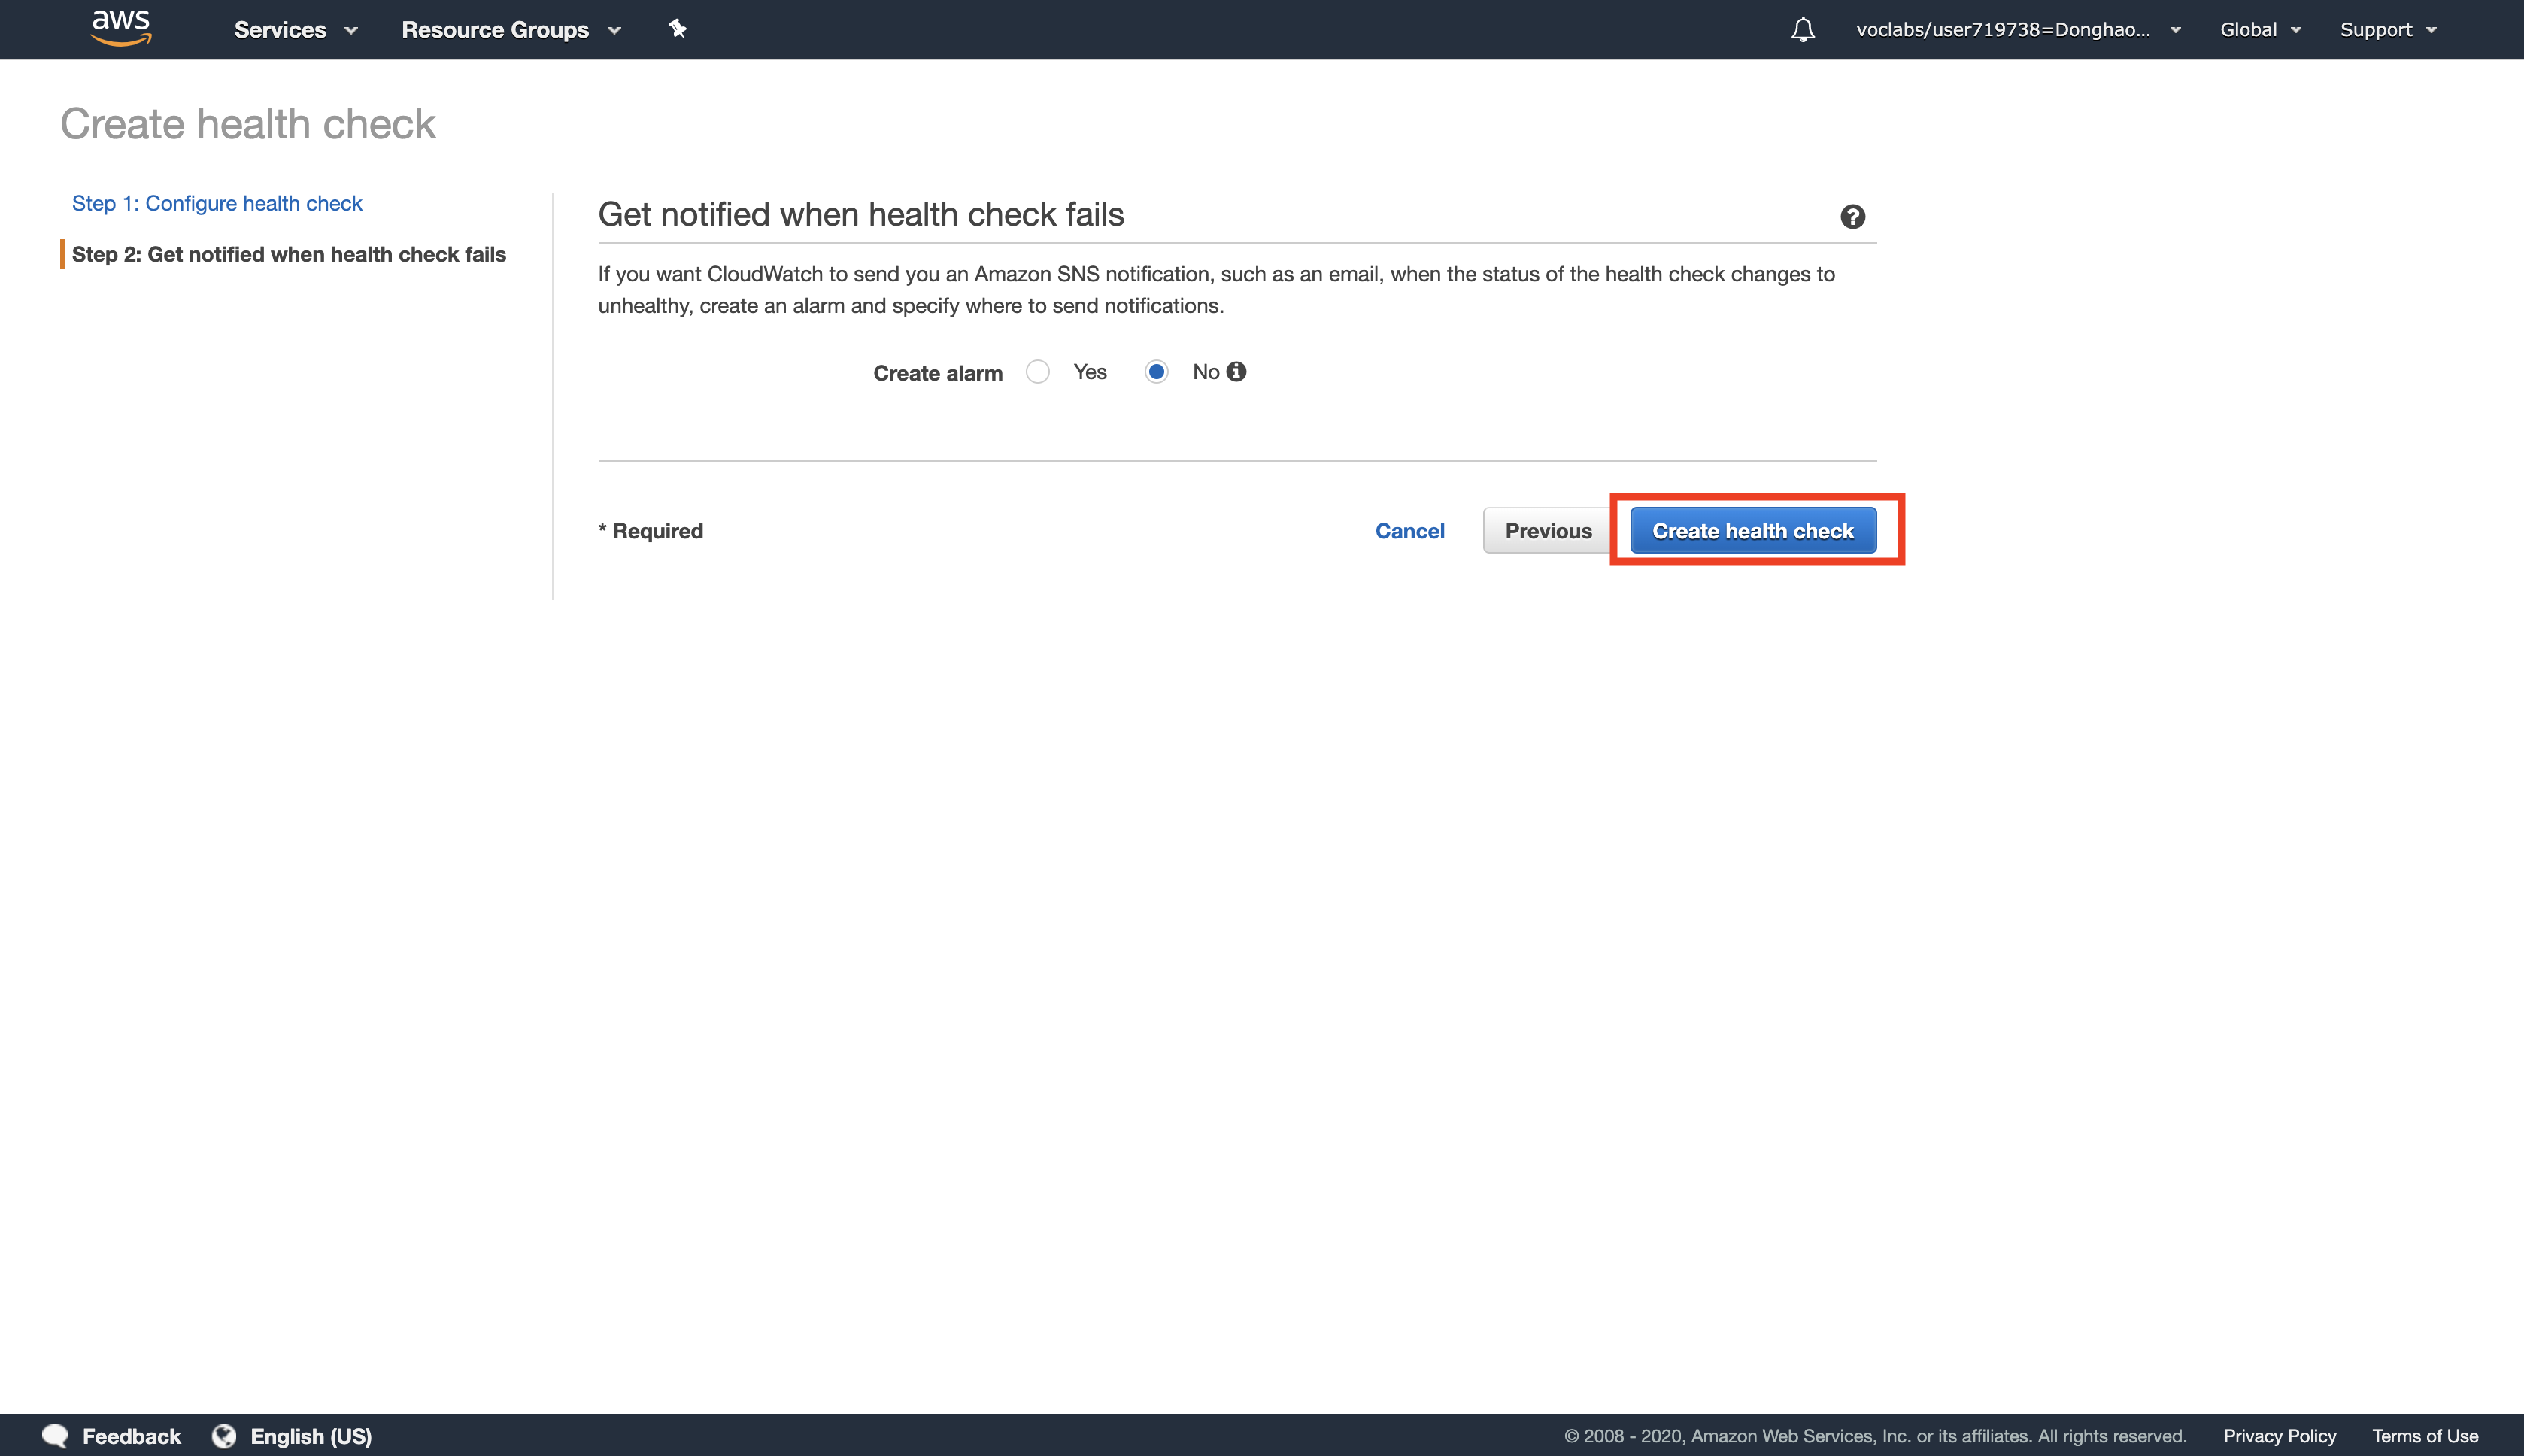 aws Services Resource Groups voclabs/user719738=Donghao... Global Support
Create health check
Step 1: Configure health check
Step 2: Get notified when health check fails
Get notified when health check fails
If you want CloudWatch to send you an Amazon SNS notification, such as an email, when the status of the health check changes to
unhealthy, create an alarm and specify where to send notifications.
Create alarm Yes No
* Required Cancel Previous Create health check
Feedback English (US) © 2008 - 2020, Amazon Web Services, Inc. or its affiliates. All rights reserved. Privacy Policy Terms of Use